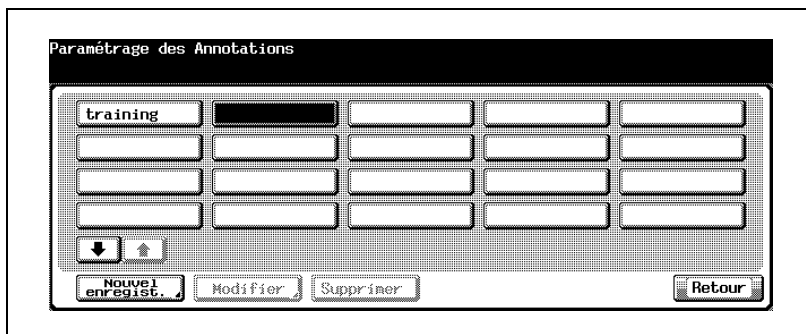 Paramétrage des Annotations
training
Nouvel
enregist.
Modifier
Supprimer
Retour